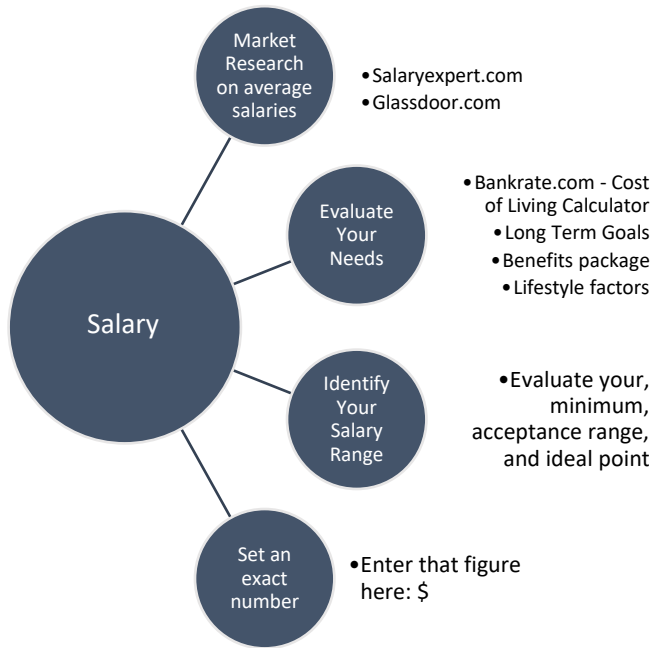 Market
Research
on average
salaries
•Salaryexpert.com
•Glassdoor.com
Evaluate
Your
Needs
•Bankrate.com - Cost
of Living Calculator
•Long Term Goals
•Benefits package
•Lifestyle factors
Salary
Identify
Your
Salary
Range
•Evaluate your,
minimum,
acceptance range,
and ideal point
Set an
exact
number
•Enter that figure
here: $